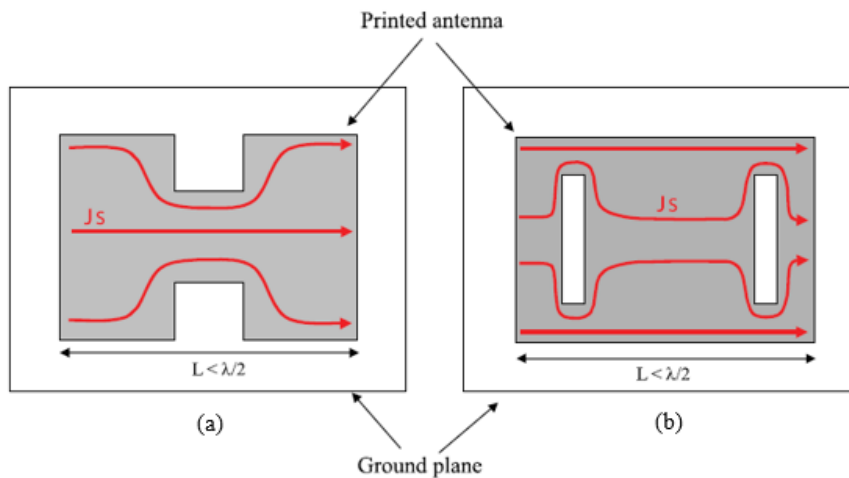 Printed antenna
Js
Js
L < λ/2
L < λ/2
(a)
(b)
Ground plane